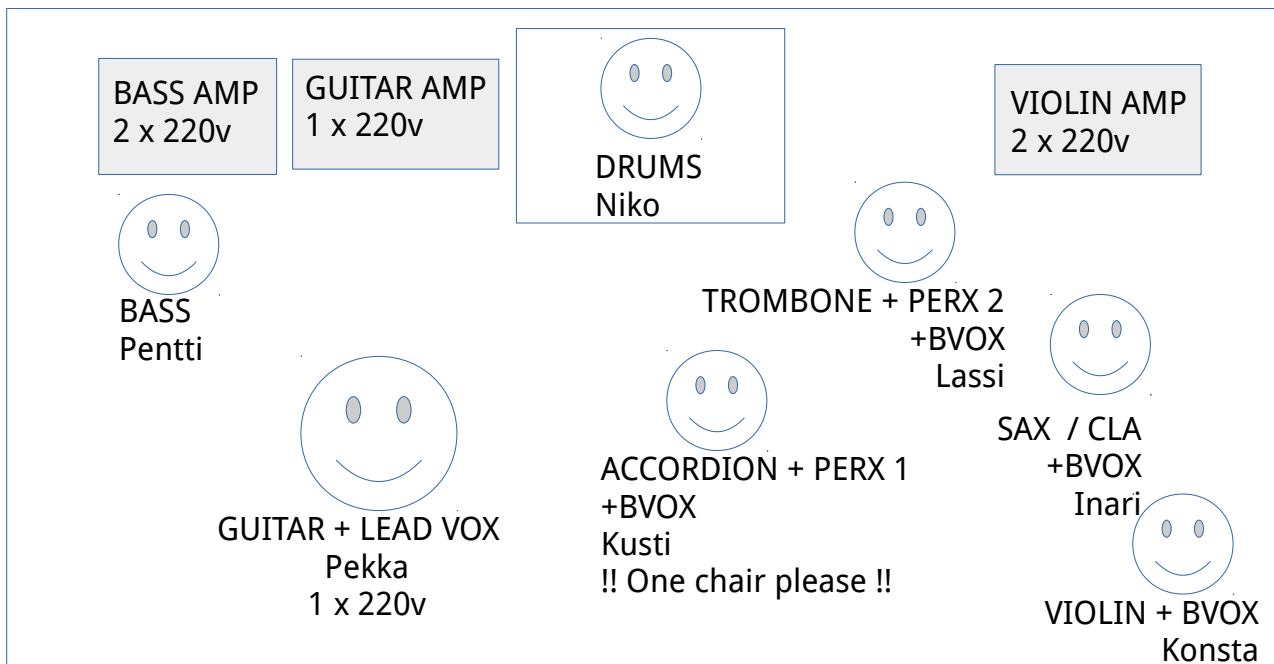 BASS AMP
2 x 220v
GUITAR AMP
1 x 220v
DRUMS
Niko
VIOLIN AMP
2 x 220v
BASS
Pentti
TROMBONE + PERX 2
+BVOX
Lassi
SAX / CLA
+BVOX
Inari
GUITAR + LEAD VOX
Pekka
1 x 220v
ACCORDION + PERX 1
+BVOX
Kusti
!! One chair please !!
VIOLIN + BVOX
Konsta